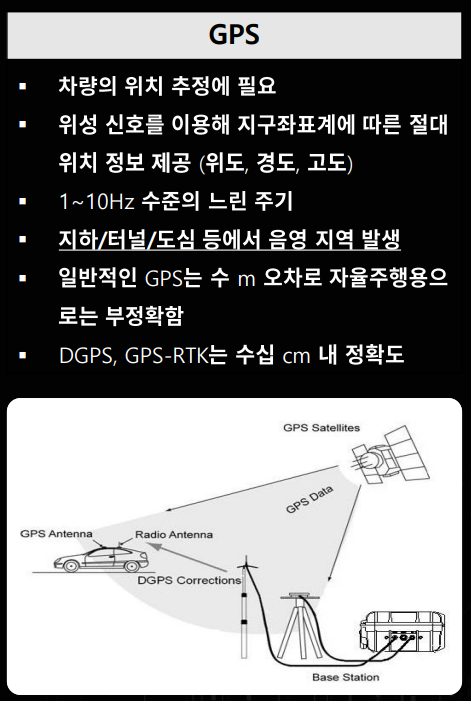 GPS
▪ 차량의 위치 추정에 필요
▪ 위성 신호를 이용해 지구좌표계에 따른 절대
위치 정보 제공 (위도, 경도, 고도)
▪ 1~10Hz 수준의 느린 주기
▪ 지하/터널/도심 등에서 음영 지역 발생
▪ 일반적인 GPS는 수 m 오차로 자율주행용으
로는 부정확함
▪ DGPS, GPS-RTK는 수십 cm 내 정확도
GPS Satellites
GPS Data
GPS Antenna
Radio Antenna
DGPS Corrections
Base Station